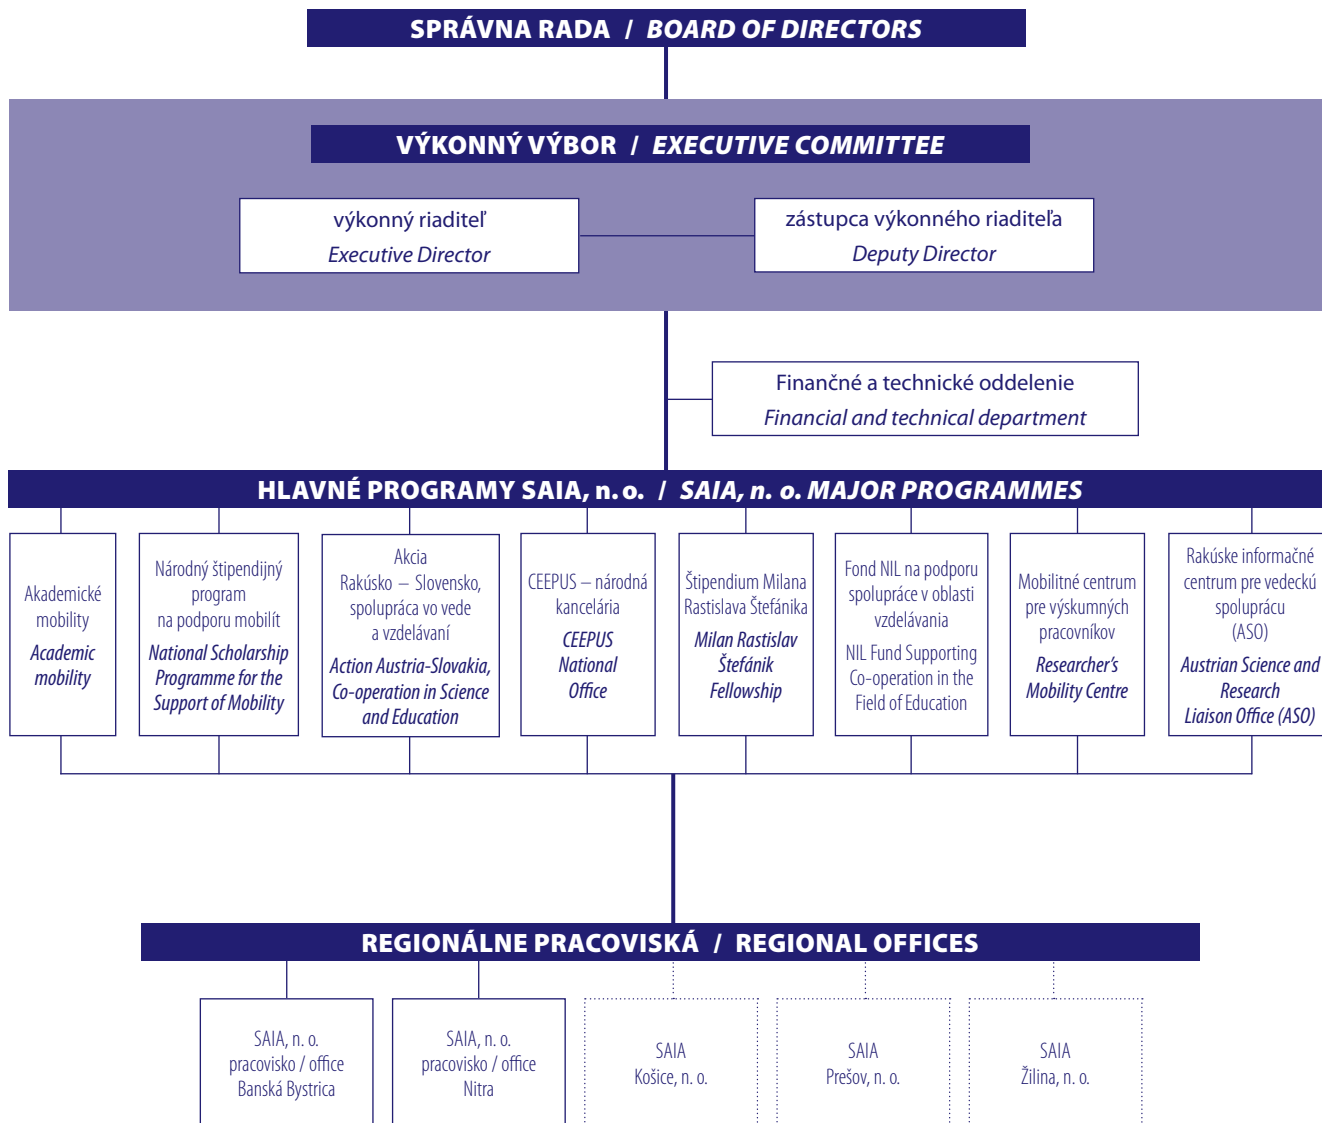 SPRÁVNA RADA / BOARD OF DIRECTORS
VÝKONNÝ VÝBOR / EXECUTIVE COMMITTEE
výkonný riaditeľ
Executive Director
zástupca výkonného riaditeľa
Deputy Director
Finančné a technické oddelenie
Financial and technical department
HLAVNÉ PROGRAMY SAIA, n. o. / SAIA, n. o. MAJOR PROGRAMMES
Akademické
mobility
Academic
mobility
Národný štipendijný
program
na podporu mobilít
National Scholarship
Programme for the
Support of Mobility
Akcia
Rakúsko – Slovensko,
spolupráca vo vede
a vzdelávaní
Action Austria-Slovakia,
Co-operation in Science
and Education
CEEPUS – národná
kancelária
CEEPUS
National
Office
Štipendium Milana
Rastislava Štefánika
Milan Rastislav
Štefánik
Fellowship
Fond NIL na podporu
spolupráce v oblasti
vzdelávania
NIL Fund Supporting
Co-operation in the
Field of Education
Mobilitné centrum
pre výskumných
pracovníkov
Researcher's
Mobility Centre
Rakúske informačné
centrum pre vedeckú
spoluprácu
(ASO)
Austrian Science and
Research
Liaison Office (ASO)
REGIONÁLNE PRACOVISKÁ / REGIONAL OFFICES
SAIA, n. o.
pracovisko / office
Banská Bystrica
SAIA, n. o.
pracovisko / office
Nitra
SAIA
Košice, n. o.
SAIA
Prešov, n. o.
SAIA
Žilina, n. o.